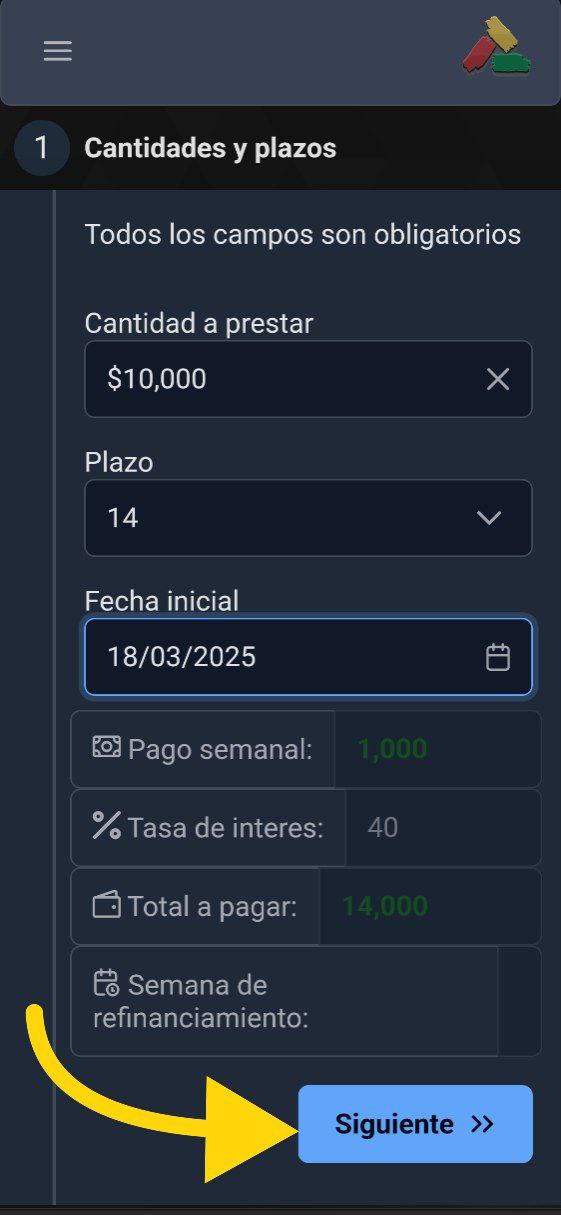 1 Cantidades y plazos
Todos los campos son obligatorios
Cantidad a prestar
$10,000
Plazo
14
Fecha inicial
18/03/2025
Pago semanal: 1,000
Tasa de interes: 40
Total a pagar: 14,000
Semana de
refinanciamiento:
Siguiente